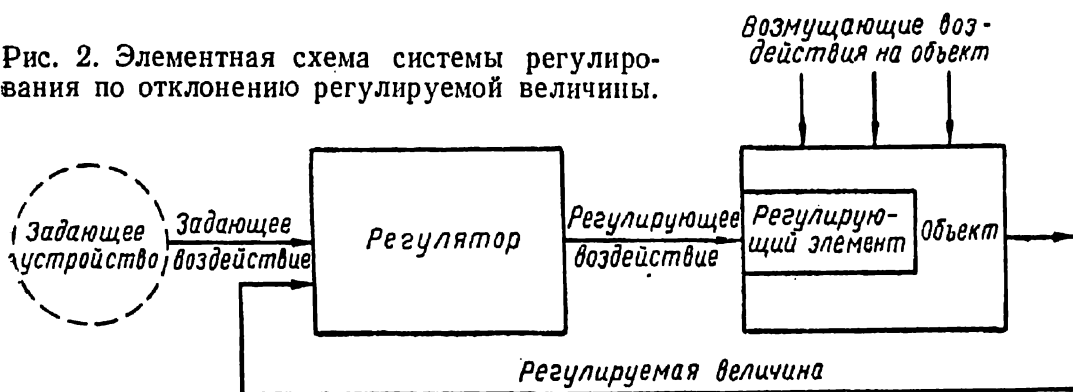 Рис. 2. Элементная схема системы регулиро-
вания по отклонению регулируемой величины.
Возмущающие воз-
действия на объект
Задающее
устройство
Задающее
воздействие
Регулятор
Регулирующее
воздействие
Регулирую-
щий элемент
Объект
Регулируемая величина